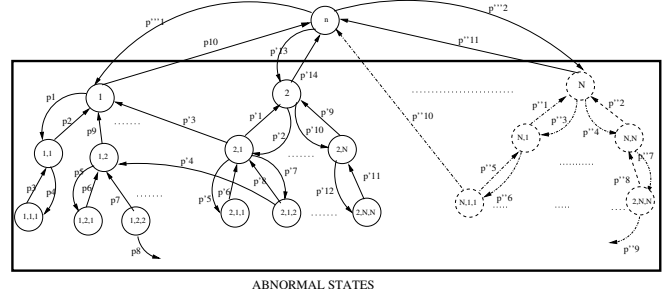 p'''1
n
p'''2
p10
p'13
p''11
p'14
1
2
N
p1
p2
p9
p'3
p'1
p'2
p'10
p'9
p''10
p''1
p''3
p''4
p''2
1,1
1,2
2,1
2,N
N,1
N,N
p'4
p3
p4
p5
p6
p7
p'5
p'6
p'8
p'7
p'12
p'11
p''5
p''6
p''7
p''8
1,1,1
1,2,1
1,2,2
2,1,1
2,1,2
2,N,N
N,1,1
2,N,N
p8
p''9
ABNORMAL STATES